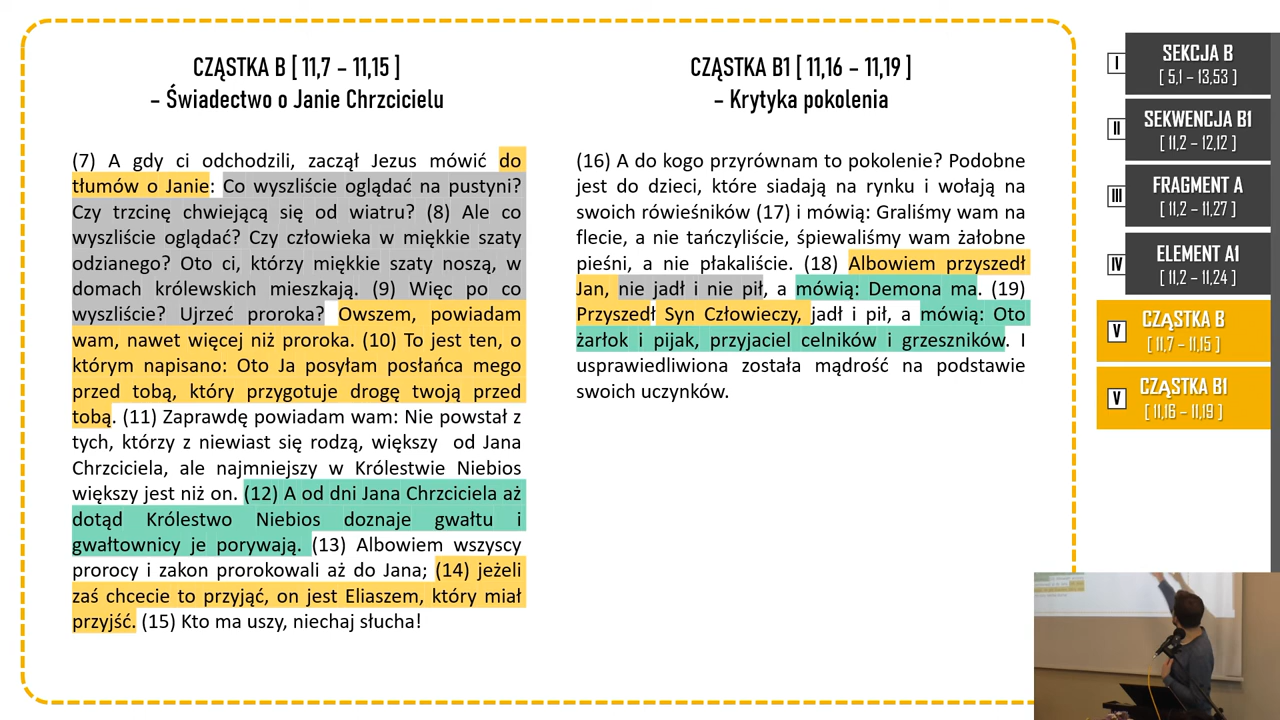 CZĄSTKA B [ 11,7 – 11,15 ]
– Świadectwo o Janie Chrzcicielu
(7) A gdy ci odchodzili, zaczął Jezus mówić do
tłumów o Janie: Co wyszliście oglądać na pustyni?
Czy trzcinę chwiejącą się od wiatru? (8) Ale co
wyszliście oglądać? Czy człowieka w miękkie szaty
odzianego? Oto ci, którzy miękkie szaty noszą, w
domach królewskich mieszkają. (9) Więc po co
wyszliście? Ujrzeć proroka? Owszem, powiadam
wam, nawet więcej niż proroka. (10) To jest ten, o
którym napisano: Oto Ja posyłam posłańca mego
przed tobą, który przygotuje drogę twoją przed
tobą. (11) Zaprawdę powiadam wam: Nie powstał z
tych, którzy z niewiast się rodzą, większy od Jana
Chrzciciela, ale najmniejszy w Królestwie Niebios
większy jest niż on. (12) A od dni Jana Chrzciciela aż
dotąd Królestwo Niebios doznaje gwałtu i
gwałtownicy je porywają. (13) Albowiem wszyscy
prorocy i zakon prorokowali aż do Jana; (14) jeżeli
zaś chcecie to przyjąć, on jest Eliaszem, który miał
przyjść. (15) Kto ma uszy, niechaj słucha!
CZĄSTKA B1 [ 11,16 – 11,19 ]
– Krytyka pokolenia
(16) A do kogo przyrównam to pokolenie? Podobne
jest do dzieci, które siadają na rynku i wołają na
swoich rówieśników (17) i mówią: Graliśmy wam na
flecie, a nie tańczyliście, śpiewaliśmy wam żałobne
pieśni, a nie płakaliście. (18) Albowiem przyszedł
Jan, nie jadł i nie pił, a mówią: Demona ma. (19)
Przyszedł Syn Człowieczy, jadł i pił, a mówią: Oto
żarłok i pijak, przyjaciel celników i grzeszników. I
usprawiedliwiona została mądrość na podstawie
swoich uczynków.
I SEKCJA B
[ 5,1 – 13,53 ]
II SEKWENCJA B1
[ 11,2 – 12,12 ]
III FRAGMENT A
[ 11,2 – 11,27 ]
IV ELEMENT A1
[ 11,2 – 11,24 ]
V CZĄSTKA B
[ 11,7 – 11,15 ]
V CZĄSTKA B1
[ 11,16 – 11,19 ]